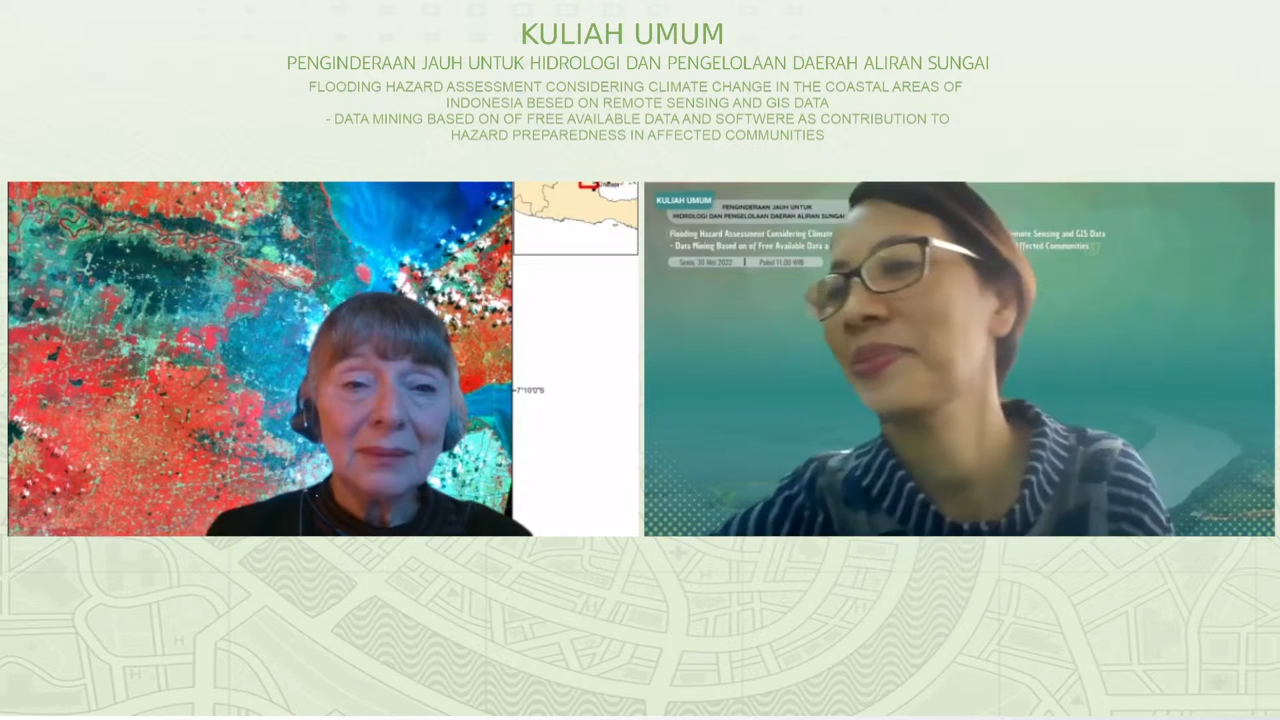 KULIAH UMUM
PENGINDERAAN JAUH UNTUK HIDROLOGI DAN PENGELOLAAN DAERAH ALIRAN SUNGAI
FLOODING HAZARD ASSESSMENT CONSIDERING CLIMATE CHANGE IN THE COASTAL AREAS OF
INDONESIA BESED ON REMOTE SENSING AND GIS DATA
- DATA MINING BASED ON OF FREE AVAILABLE DATA AND SOFTWERE AS CONTRIBUTION TO
HAZARD PREPAREDNESS IN AFFECTED COMMUNITIES
7°10'0"S
KULIAH UMUM
PENGINDERAAN JAUH UNTUK
HIDROLOGI DAN PENGELOLAAN DAERAH ALIRAN SUNGAI
Flooding Hazard Assessment Considering Climate emote Sensing and GIS Data
- Data Mining Based on of Free Available Data a Affected Communities
Senin, 30 Mei 2022 | Pukul 11.00 WIB